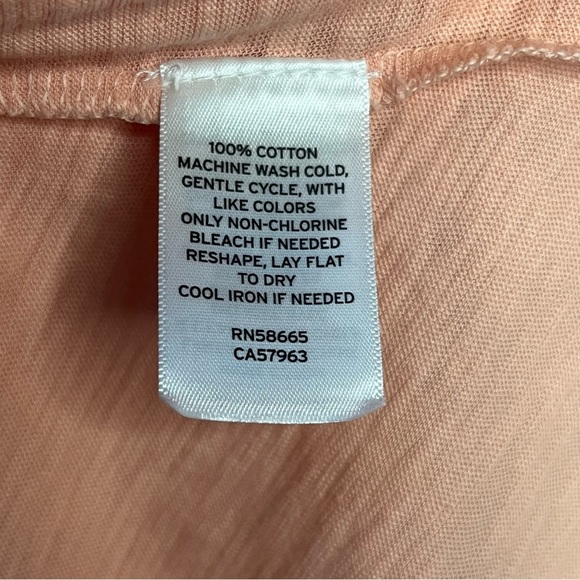 100% COTTON
MACHINE WASH COLD,
GENTLE CYCLE, WITH
LIKE COLORS
ONLY NON-CHLORINE
BLEACH IF NEEDED
RESHAPE, LAY FLAT
TO DRY
COOL IRON IF NEEDED
RN58665
CA57963